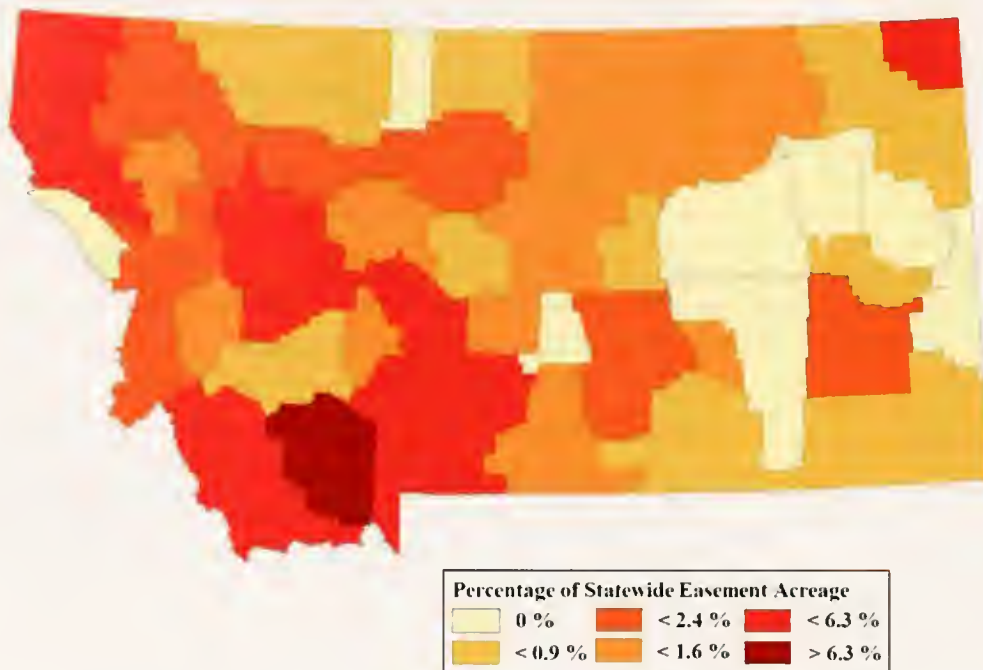 Percentage of Statewide Easement Acreage
0 % < 2.4 % < 6.3 %
< 0.9 % < 1.6 % > 6.3 %